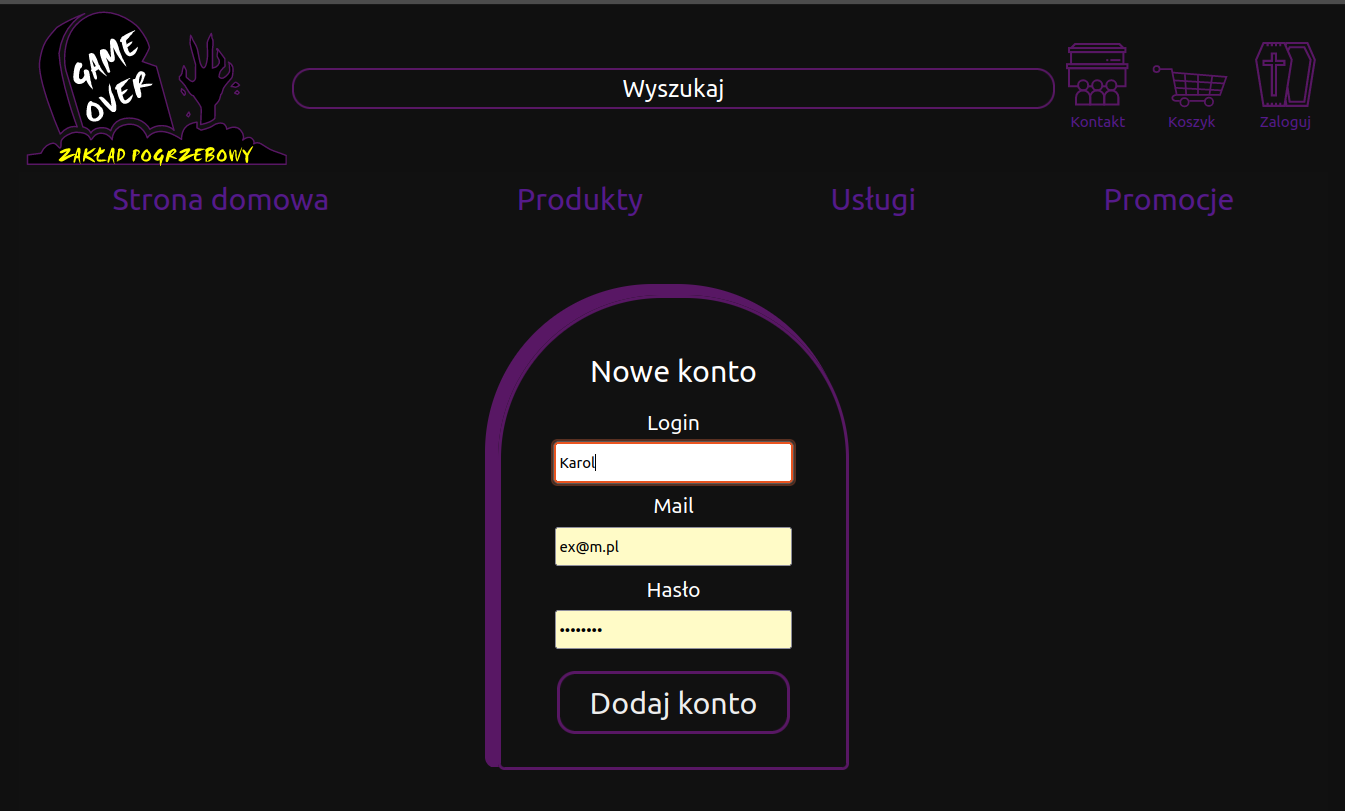 GAME
OVER
ZAKŁAD POGRZEBOWY
Wyszukaj
Kontakt
Koszyk
Zaloguj
Strona domowa
Produkty
Usługi
Promocje
Nowe konto
Login
Karol
Mail
ex@m.pl
Hasło
••••••••
Dodaj konto